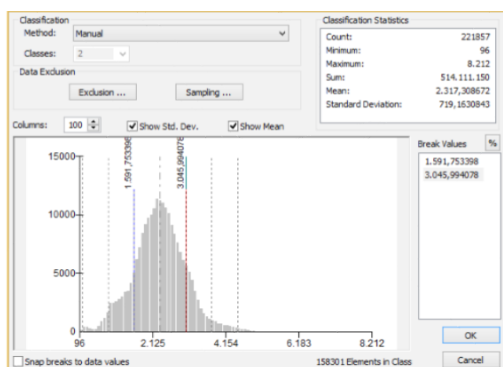 Classification
Method: Manual
Classes: 2
Data Exclusion
Exclusion ... Sampling ...
Classification Statistics
Count: 221857
Minimum: 96
Maximum: 8.212
Sum: 514.111.150
Mean: 2.317,308672
Standard Deviation: 719,1630843
Columns: 100 Show Std. Dev. Show Mean
Break Values %
1.591,753398
3.045,994078
15000
10000
5000
0
1.591,753398
3.045,994078
96 2.125 4.154 6.183 8.212
OK
Snap breaks to data values
158301 Elements in Class
Cancel